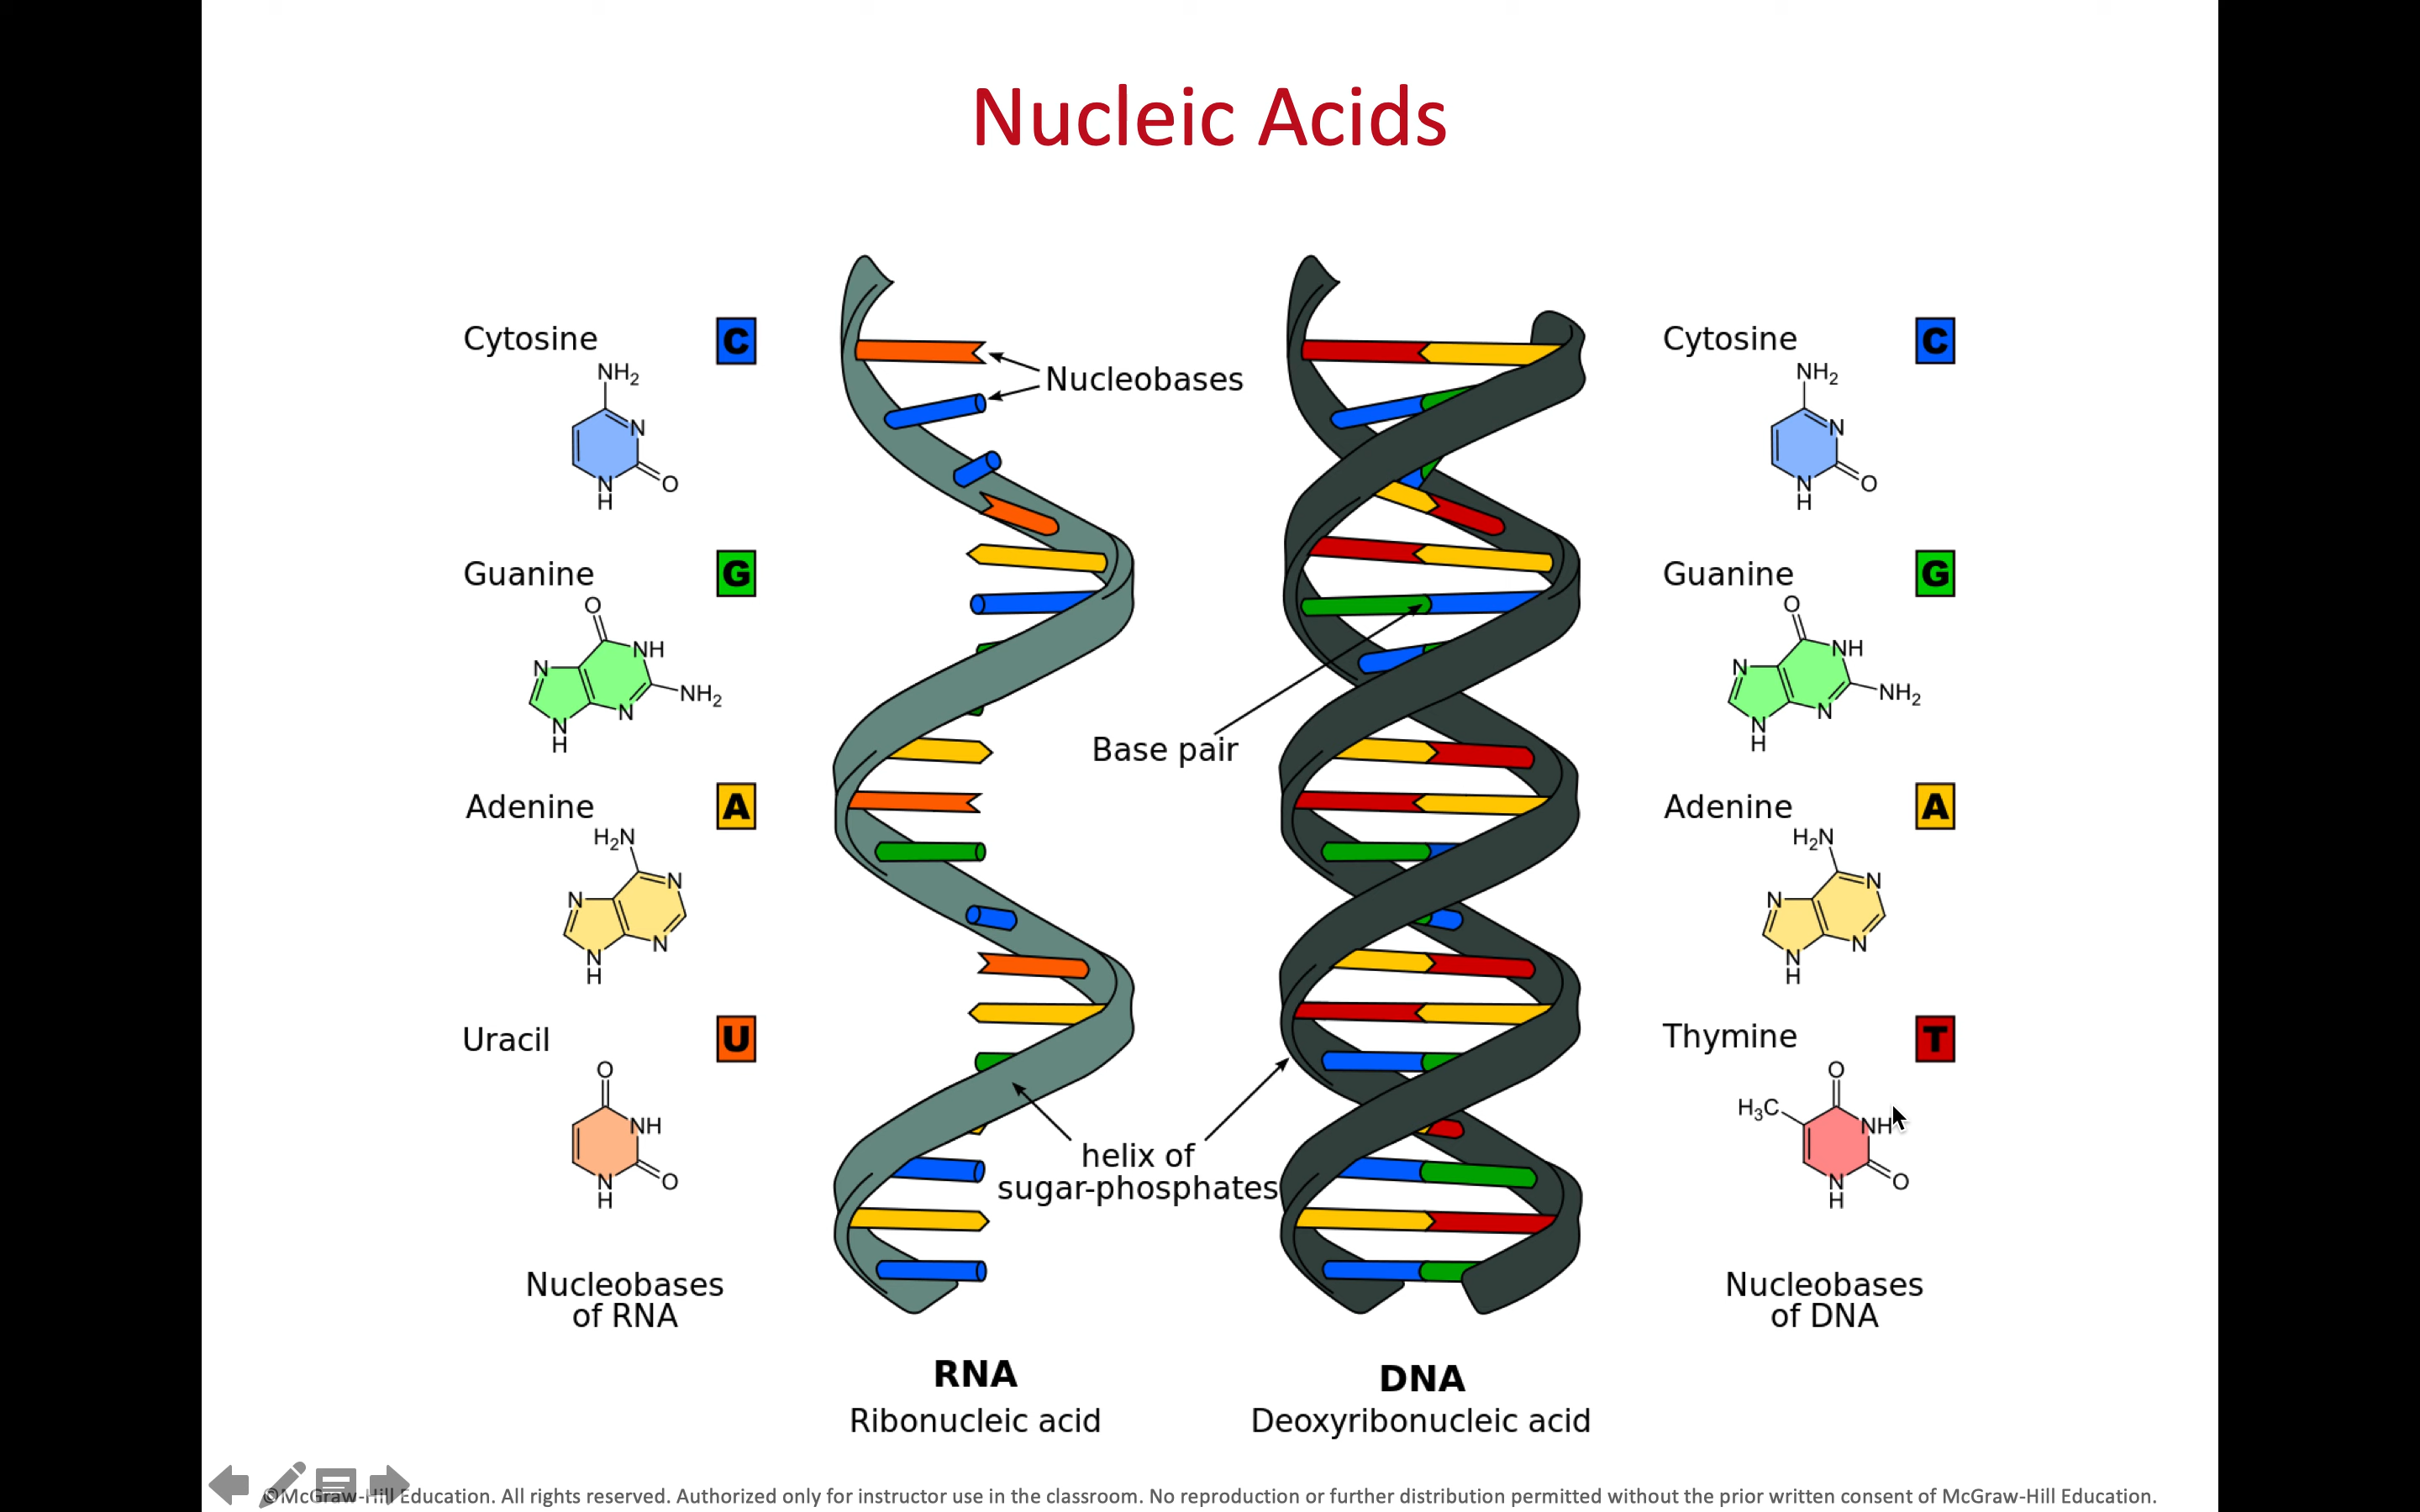 Nucleic Acids
Cytosine
C
NH2
N
N
H
O
Guanine
G
O
NH
N
NH2
N
N
H
Adenine
A
H2N
N
N
N
N
H
Uracil
U
O
NH
N
H
O
Nucleobases
of RNA
Nucleobases
Base pair
helix of
sugar-phosphates
RNA
Ribonucleic acid
DNA
Deoxyribonucleic acid
Cytosine
C
NH2
N
N
H
O
Guanine
G
O
NH
N
NH2
N
N
H
Adenine
A
H2N
N
N
N
N
H
Thymine
T
O
H3C
NH
N
H
O
Nucleobases
of DNA
©McGraw-Hill Education. All rights reserved. Authorized only for instructor use in the classroom. No reproduction or further distribution permitted without the prior written consent of McGraw-Hill Education.